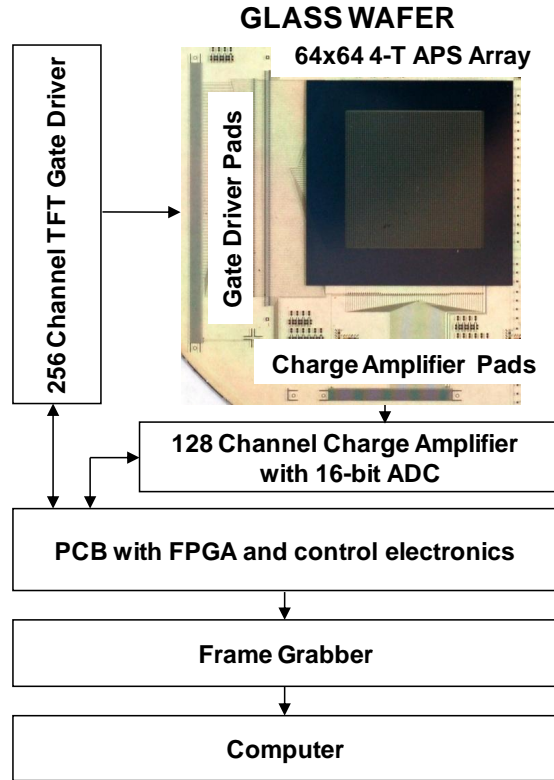 GLASS WAFER
64x64 4-T APS Array
256 Channel TFT Gate Driver
Gate Driver Pads
Charge Amplifier Pads
128 Channel Charge Amplifier
with 16-bit ADC
PCB with FPGA and control electronics
Frame Grabber
Computer